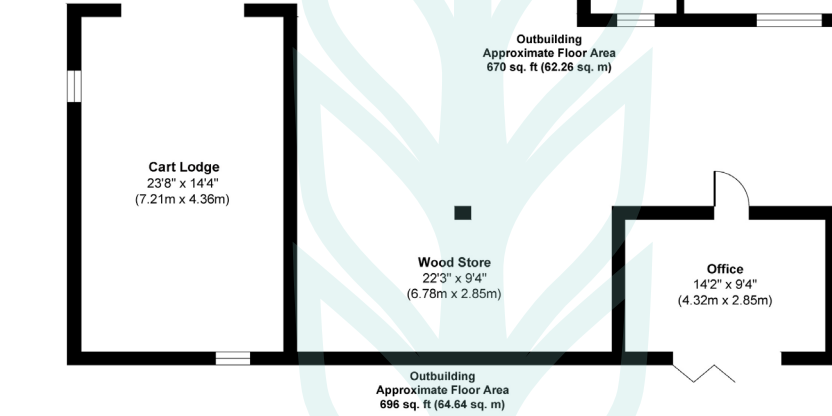 Outbuilding
Approximate Floor Area
670 sq. ft (62.26 sq. m)
Cart Lodge
23'8" x 14'4"
(7.21m x 4.36m)
Wood Store
22'3" x 9'4"
(6.78m x 2.85m)
Office
14'2" x 9'4"
(4.32m x 2.85m)
Outbuilding
Approximate Floor Area
696 sq. ft (64.64 sq. m)